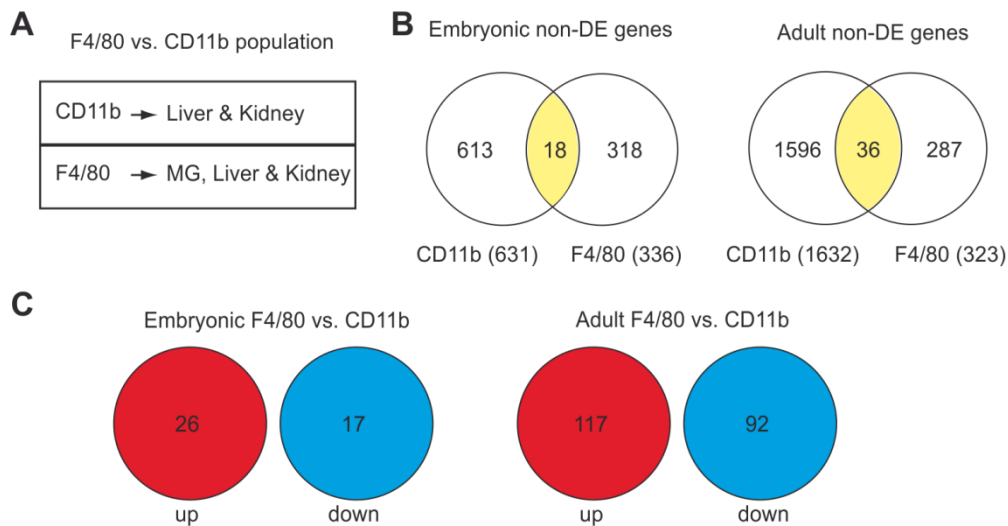 A
F4/80 vs. CD11b population
CD11b → Liver & Kidney
F4/80 → MG, Liver & Kidney
B
Embryonic non-DE genes
613 18 318
CD11b (631) F4/80 (336)
Adult non-DE genes
1596 36 287
CD11b (1632) F4/80 (323)
C
Embryonic F4/80 vs. CD11b
26 17
up down
Adult F4/80 vs. CD11b
117 92
up down